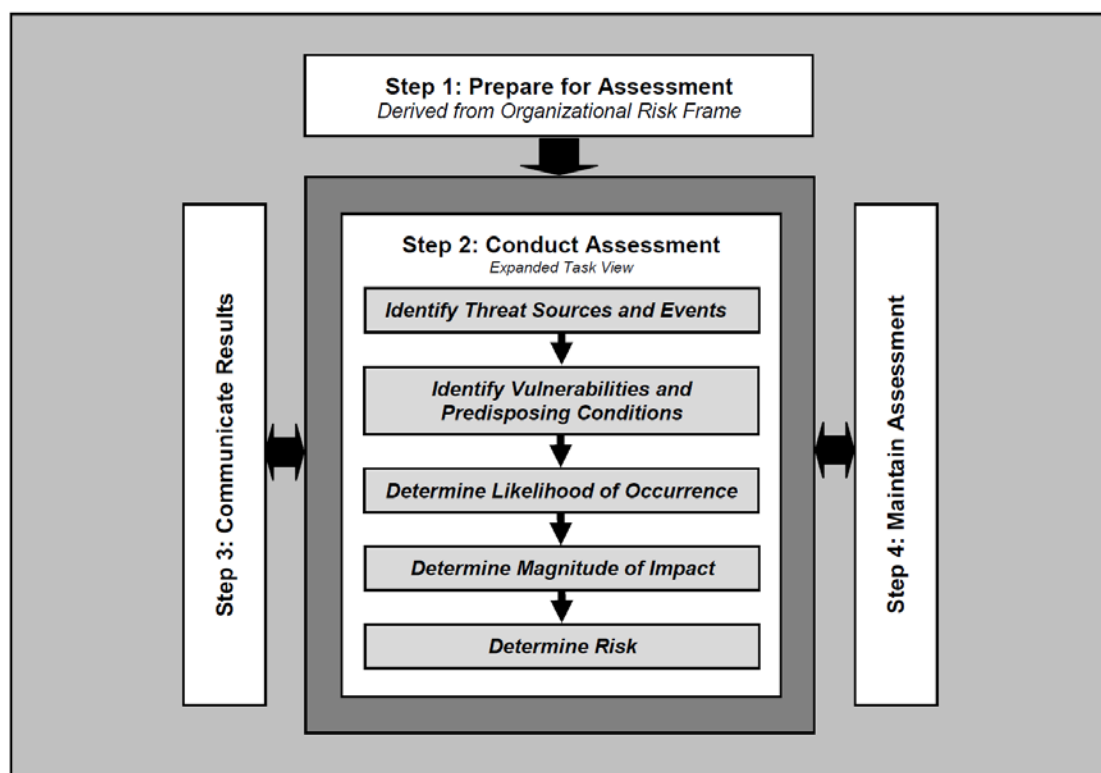 Step 1: Prepare for Assessment
Derived from Organizational Risk Frame
Step 2: Conduct Assessment
Expanded Task View
Identify Threat Sources and Events
Identify Vulnerabilities and
Predisposing Conditions
Determine Likelihood of Occurrence
Determine Magnitude of Impact
Determine Risk
Step 3: Communicate Results
Step 4: Maintain Assessment